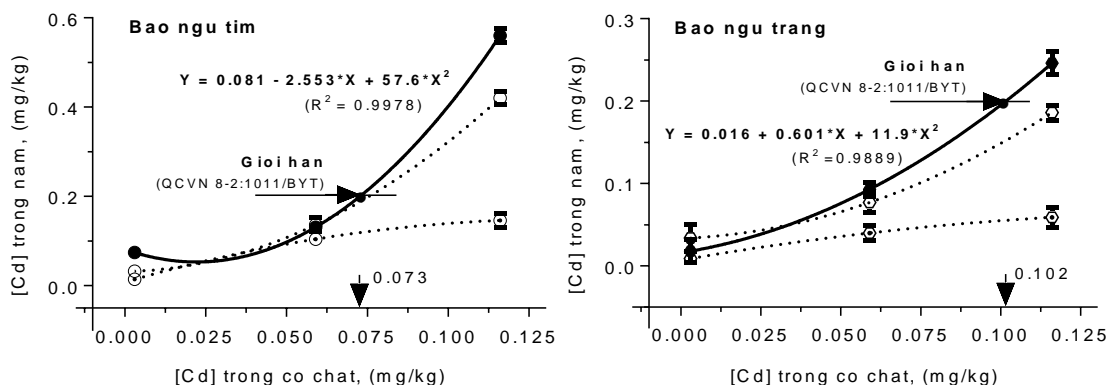 Bao ngu tim
Y = 0.081 - 2.553*X + 57.6*X²
(R² = 0.9978)
Gioi han
(QCVN 8-2:1011/BYT)
0.073
0.6
0.4
0.2
0.0
0.000 0.025 0.050 0.075 0.100 0.125
[Cd] trong nam, (mg/kg)
[Cd] trong co chat, (mg/kg)
Bao ngu trang
Gioi han
(QCVN 8-2:1011/BYT)
Y = 0.016 + 0.601*X + 11.9*X²
(R² =0.9889)
0.102
0.3
0.2
0.1
0.0
0.000 0.025 0.050 0.075 0.100 0.125
[Cd] trong nam, (mg/kg)
[Cd] trong co chat, (mg/kg)